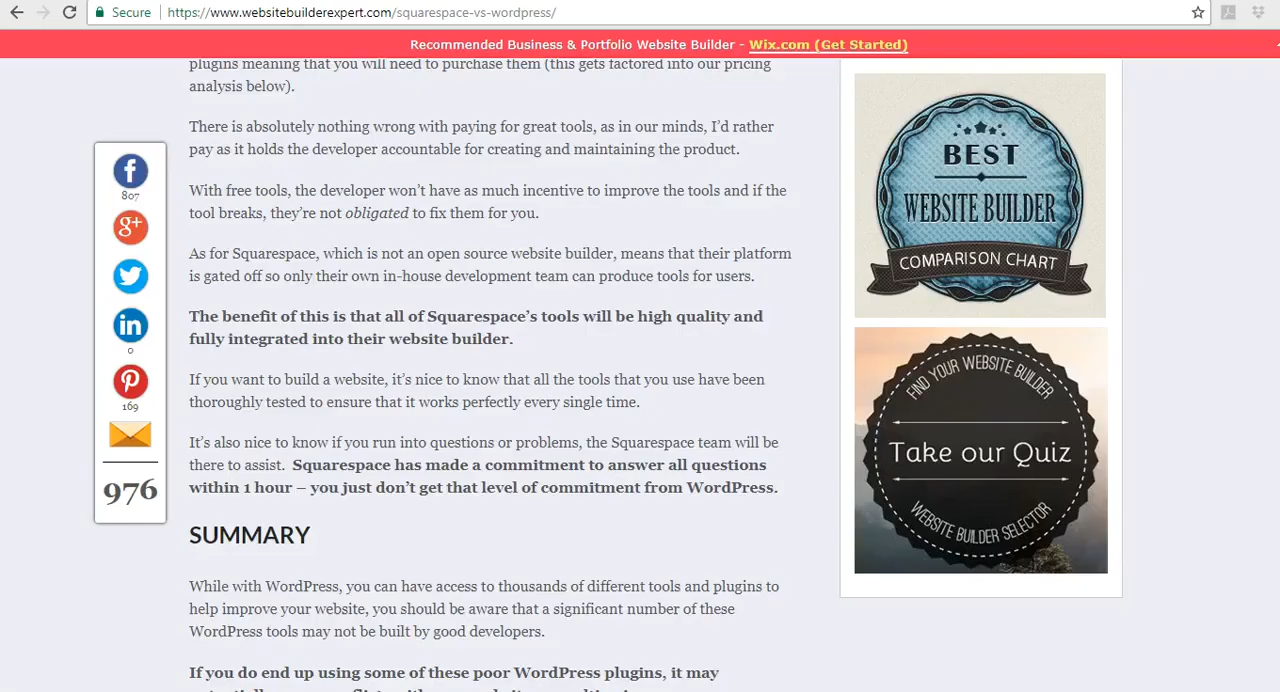 Secure https://www.websitebuilderexpert.com/squarespace-vs-wordpress/
Recommended Business & Portfolio Website Builder - Wix.com (Get Started)
plugins meaning that you will need to purchase them (this gets factored into our pricing
analysis below).
There is absolutely nothing wrong with paying for great tools, as in our minds, I'd rather
pay as it holds the developer accountable for creating and maintaining the product.
With free tools, the developer won't have as much incentive to improve the tools and if the
tool breaks, they're not obligated to fix them for you.
As for Squarespace, which is not an open source website builder, means that their platform
is gated off so only their own in-house development team can produce tools for users.
The benefit of this is that all of Squarespace's tools will be high quality and
fully integrated into their website builder.
If you want to build a website, it's nice to know that all the tools that you use have been
thoroughly tested to ensure that it works perfectly every single time.
It's also nice to know if you run into questions or problems, the Squarespace team will be
there to assist. Squarespace has made a commitment to answer all questions
within 1 hour – you just don't get that level of commitment from WordPress.
SUMMARY
While with WordPress, you can have access to thousands of different tools and plugins to
help improve your website, you should be aware that a significant number of these
WordPress tools may not be built by good developers.
If you do end up using some of these poor WordPress plugins, it may
f
807
g+
in
0
169
976
BEST
WEBSITE BUILDER
COMPARISON CHART
FIND YOUR WEBSITE BUILDER
Take our Quiz
WEBSITE BUILDER SELECTOR